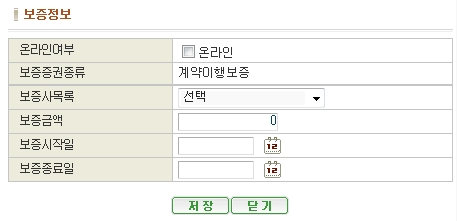 보증정보
온라인여부 온라인
보증증권종류 계약이행보증
보증사목록 선택
보증금액 0
보증시작일 12
보증종료일 12
저장 닫기